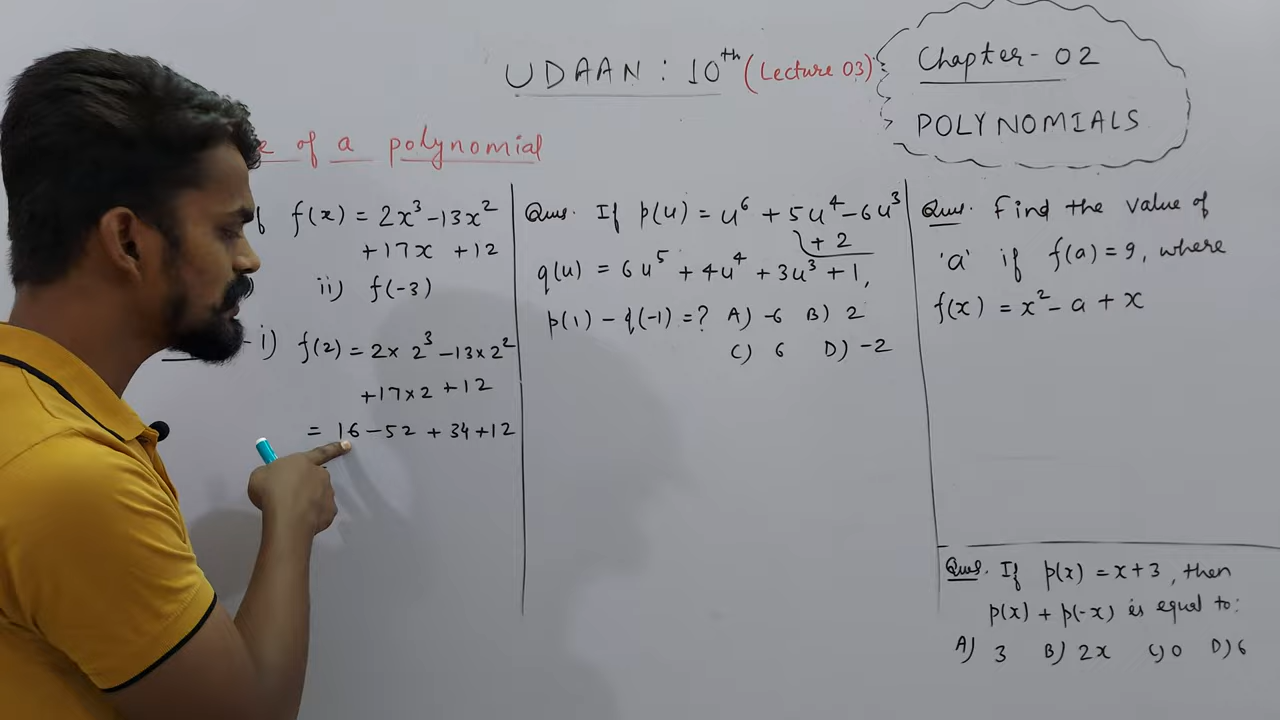 UDAAN : 10th (Lecture 03)
Chapter - 02
POLYNOMIALS
of a polynomial
f(x) = 2x³ -13x²
+17x +12
ii) f(-3)
i) f(2) = 2× 2³ -13×2²
+17×2 +12
= 16 -52 + 34 +12
Ques. If p(u) = u⁶ + 5u⁴ - 6u³
+ 2
q(u) = 6u⁵ + 4u⁴ + 3u³ + 1,
p(1) - q(-1) = ? A) -6 B) 2
C) 6 D) -2
Ques. Find the value of
'a' if f(a) = 9, where
f(x) = x² - a + x
Ques. If p(x) = x+3, then
p(x) + p(-x) is equal to:
A) 3 B) 2x C) 0 D) 6